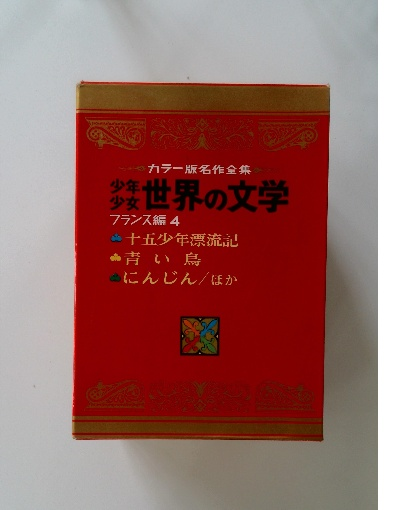 カラー版名作全集
少年少女世界の文学
フランス編 4
十五少年漂流記
青い鳥
にんじん/ほか